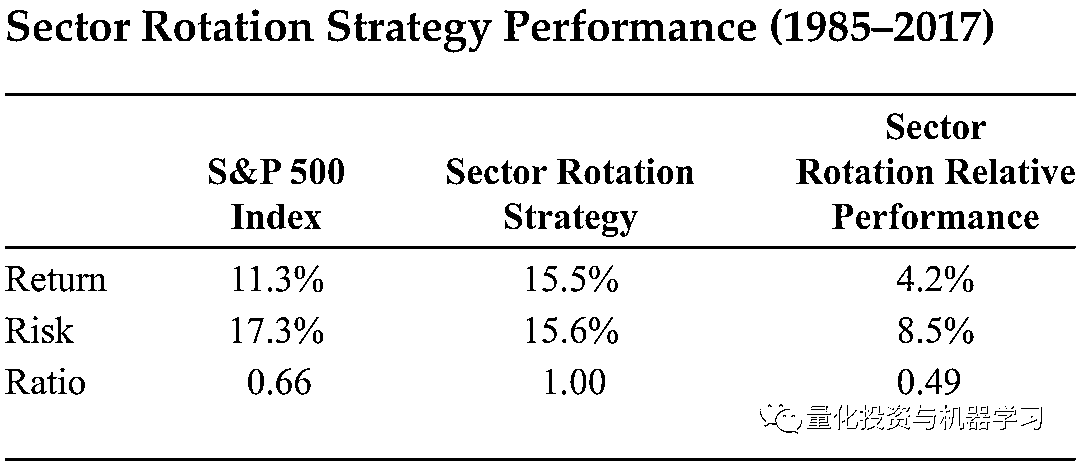 Sector Rotation Strategy Performance (1985–2017)
Sector
S&P 500 Sector Rotation Rotation Relative
Index Strategy Performance
Return 11.3% 15.5% 4.2%
Risk 17.3% 15.6% 8.5%
Ratio 0.66 1.00 0.49
量化投资与机器学习